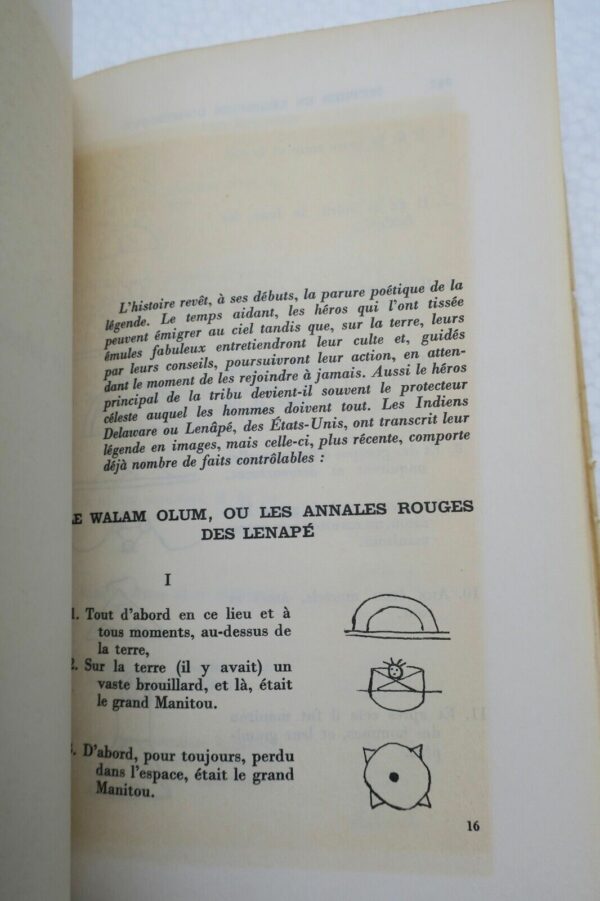 L'histoire revêt, à ses débuts, la parure poétique de la
légende. Le temps aidant, les héros qui l'ont tissée
peuvent émigrer au ciel tandis que, sur la terre, leurs
émules fabuleux entretiendront leur culte et, guidés
par leurs conseils, poursuivront leur action, en atten-
dant le moment de les rejoindre à jamais. Aussi le héros
principal de la tribu devient-il souvent le protecteur
céleste auquel les hommes doivent tout. Les Indiens
Delaware ou Lenâpé, des États-Unis, ont transcrit leur
légende en images, mais celle-ci, plus récente, comporte
déjà nombre de faits contrôlables :
LE WALAM OLUM, OU LES ANNALES ROUGES
DES LENAPÉ
I
1. Tout d'abord en ce lieu et à
tous moments, au-dessus de
la terre,
2. Sur la terre (il y avait) un
vaste brouillard, et là, était
le grand Manitou.
3. D'abord, pour toujours, perdu
dans l'espace, était le grand
Manitou.
16